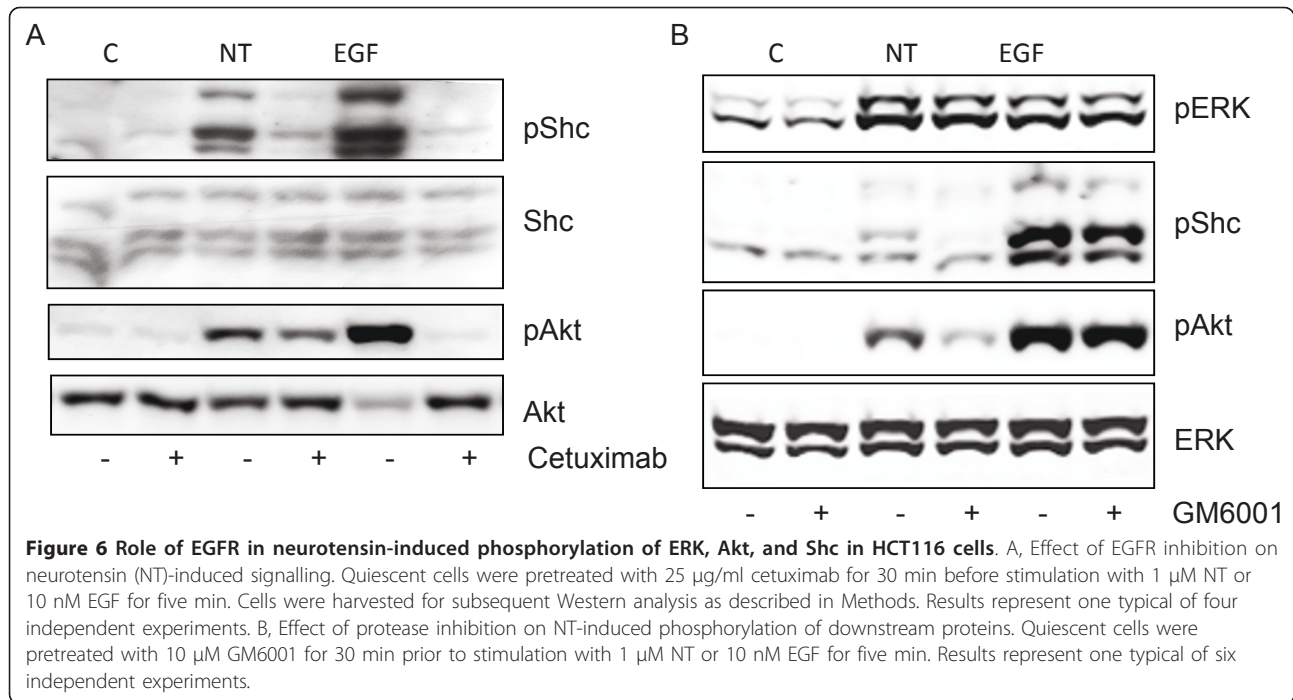 A
C NT EGF
pShc
Shc
pAkt
Akt
- + - + - + Cetuximab
B
C NT EGF
pERK
pShc
pAkt
ERK
- + - + - + GM6001
Figure 6 Role of EGFR in neurotensin-induced phosphorylation of ERK, Akt, and Shc in HCT116 cells. A, Effect of EGFR inhibition on
neurotensin (NT)-induced signalling. Quiescent cells were pretreated with 25 μg/ml cetuximab for 30 min before stimulation with 1 μM NT or
10 nM EGF for five min. Cells were harvested for subsequent Western analysis as described in Methods. Results represent one typical of four
independent experiments. B, Effect of protease inhibition on NT-induced phosphorylation of downstream proteins. Quiescent cells were
pretreated with 10 μM GM6001 for 30 min prior to stimulation with 1 μM NT or 10 nM EGF for five min. Results represent one typical of six
independent experiments.